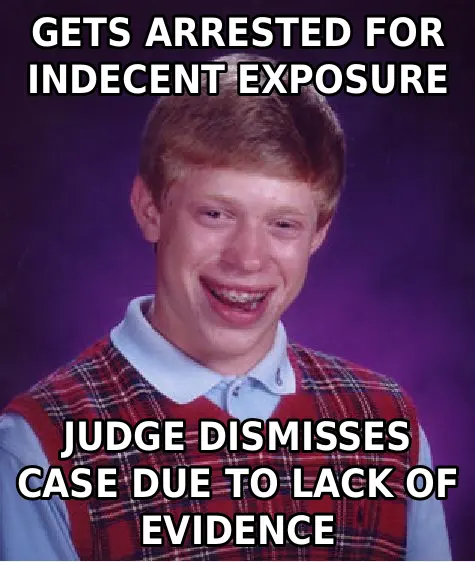 GETS ARRESTED FOR
INDECENT EXPOSURE
JUDGE DISMISSES
CASE DUE TO LACK OF
EVIDENCE